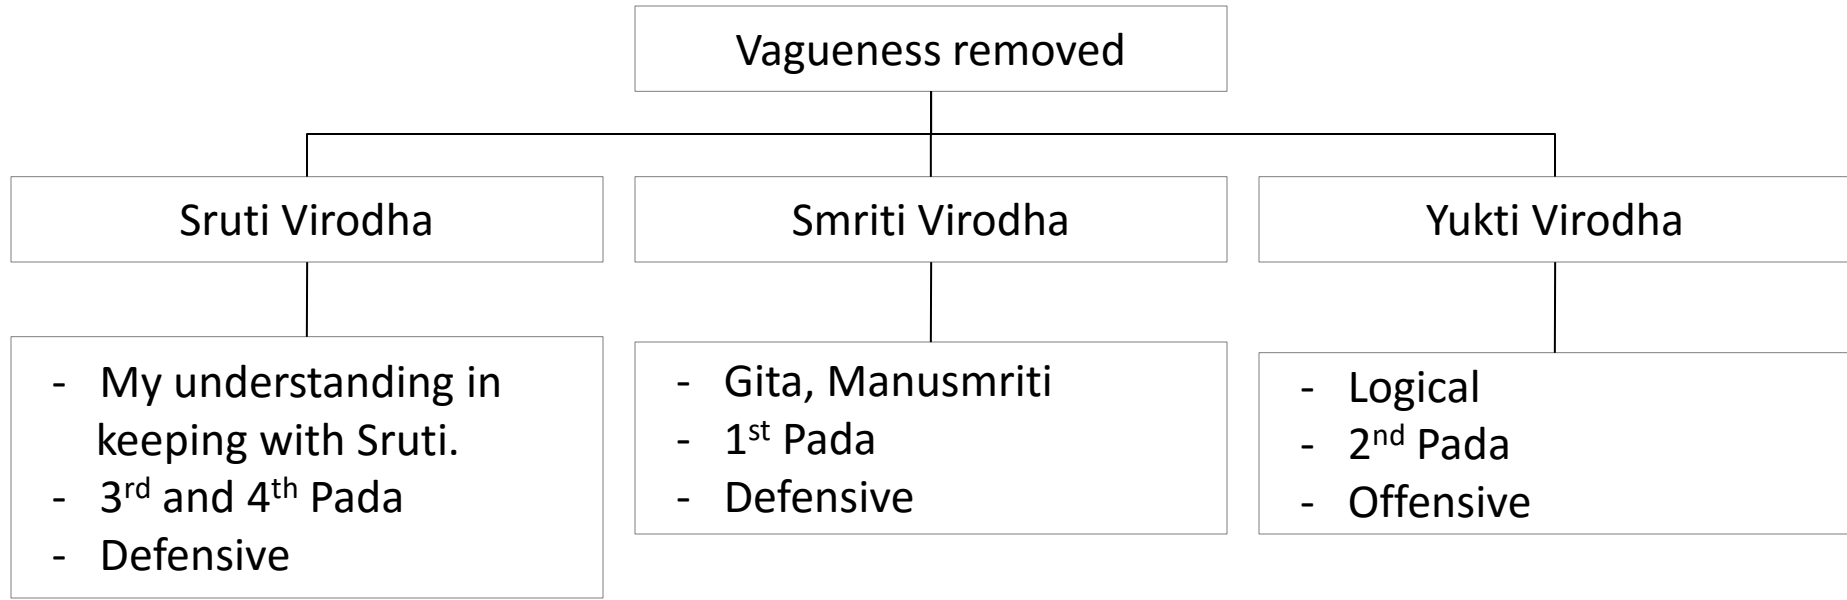 Vagueness removed
Sruti Virodha
Smriti Virodha
Yukti Virodha
- My understanding in
keeping with Sruti.
- 3rd and 4th Pada
- Defensive
- Gita, Manusmriti
- 1st Pada
- Defensive
- Logical
- 2nd Pada
- Offensive